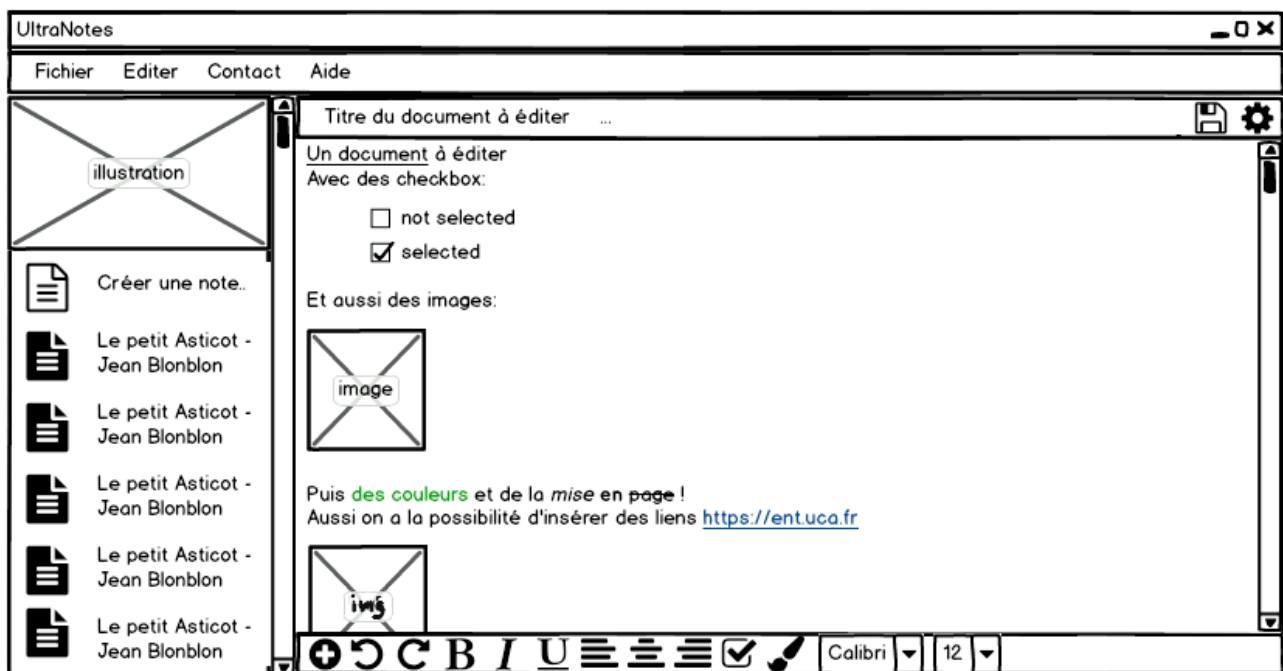 UltraNotes
Fichier Editer Contact Aide
illustration
Créer une note..
Le petit Asticot -
Jean Blonblon
Le petit Asticot -
Jean Blonblon
Le petit Asticot -
Jean Blonblon
Le petit Asticot -
Jean Blonblon
Le petit Asticot -
Jean Blonblon
Titre du document à éditer ...
Un document à éditer
Avec des checkbox:
not selected
selected
Et aussi des images:
image
Puis des couleurs et de la mise en page !
Aussi on a la possibilité d'insérer des liens https://ent.uca.fr
img
B I U Calibri 12